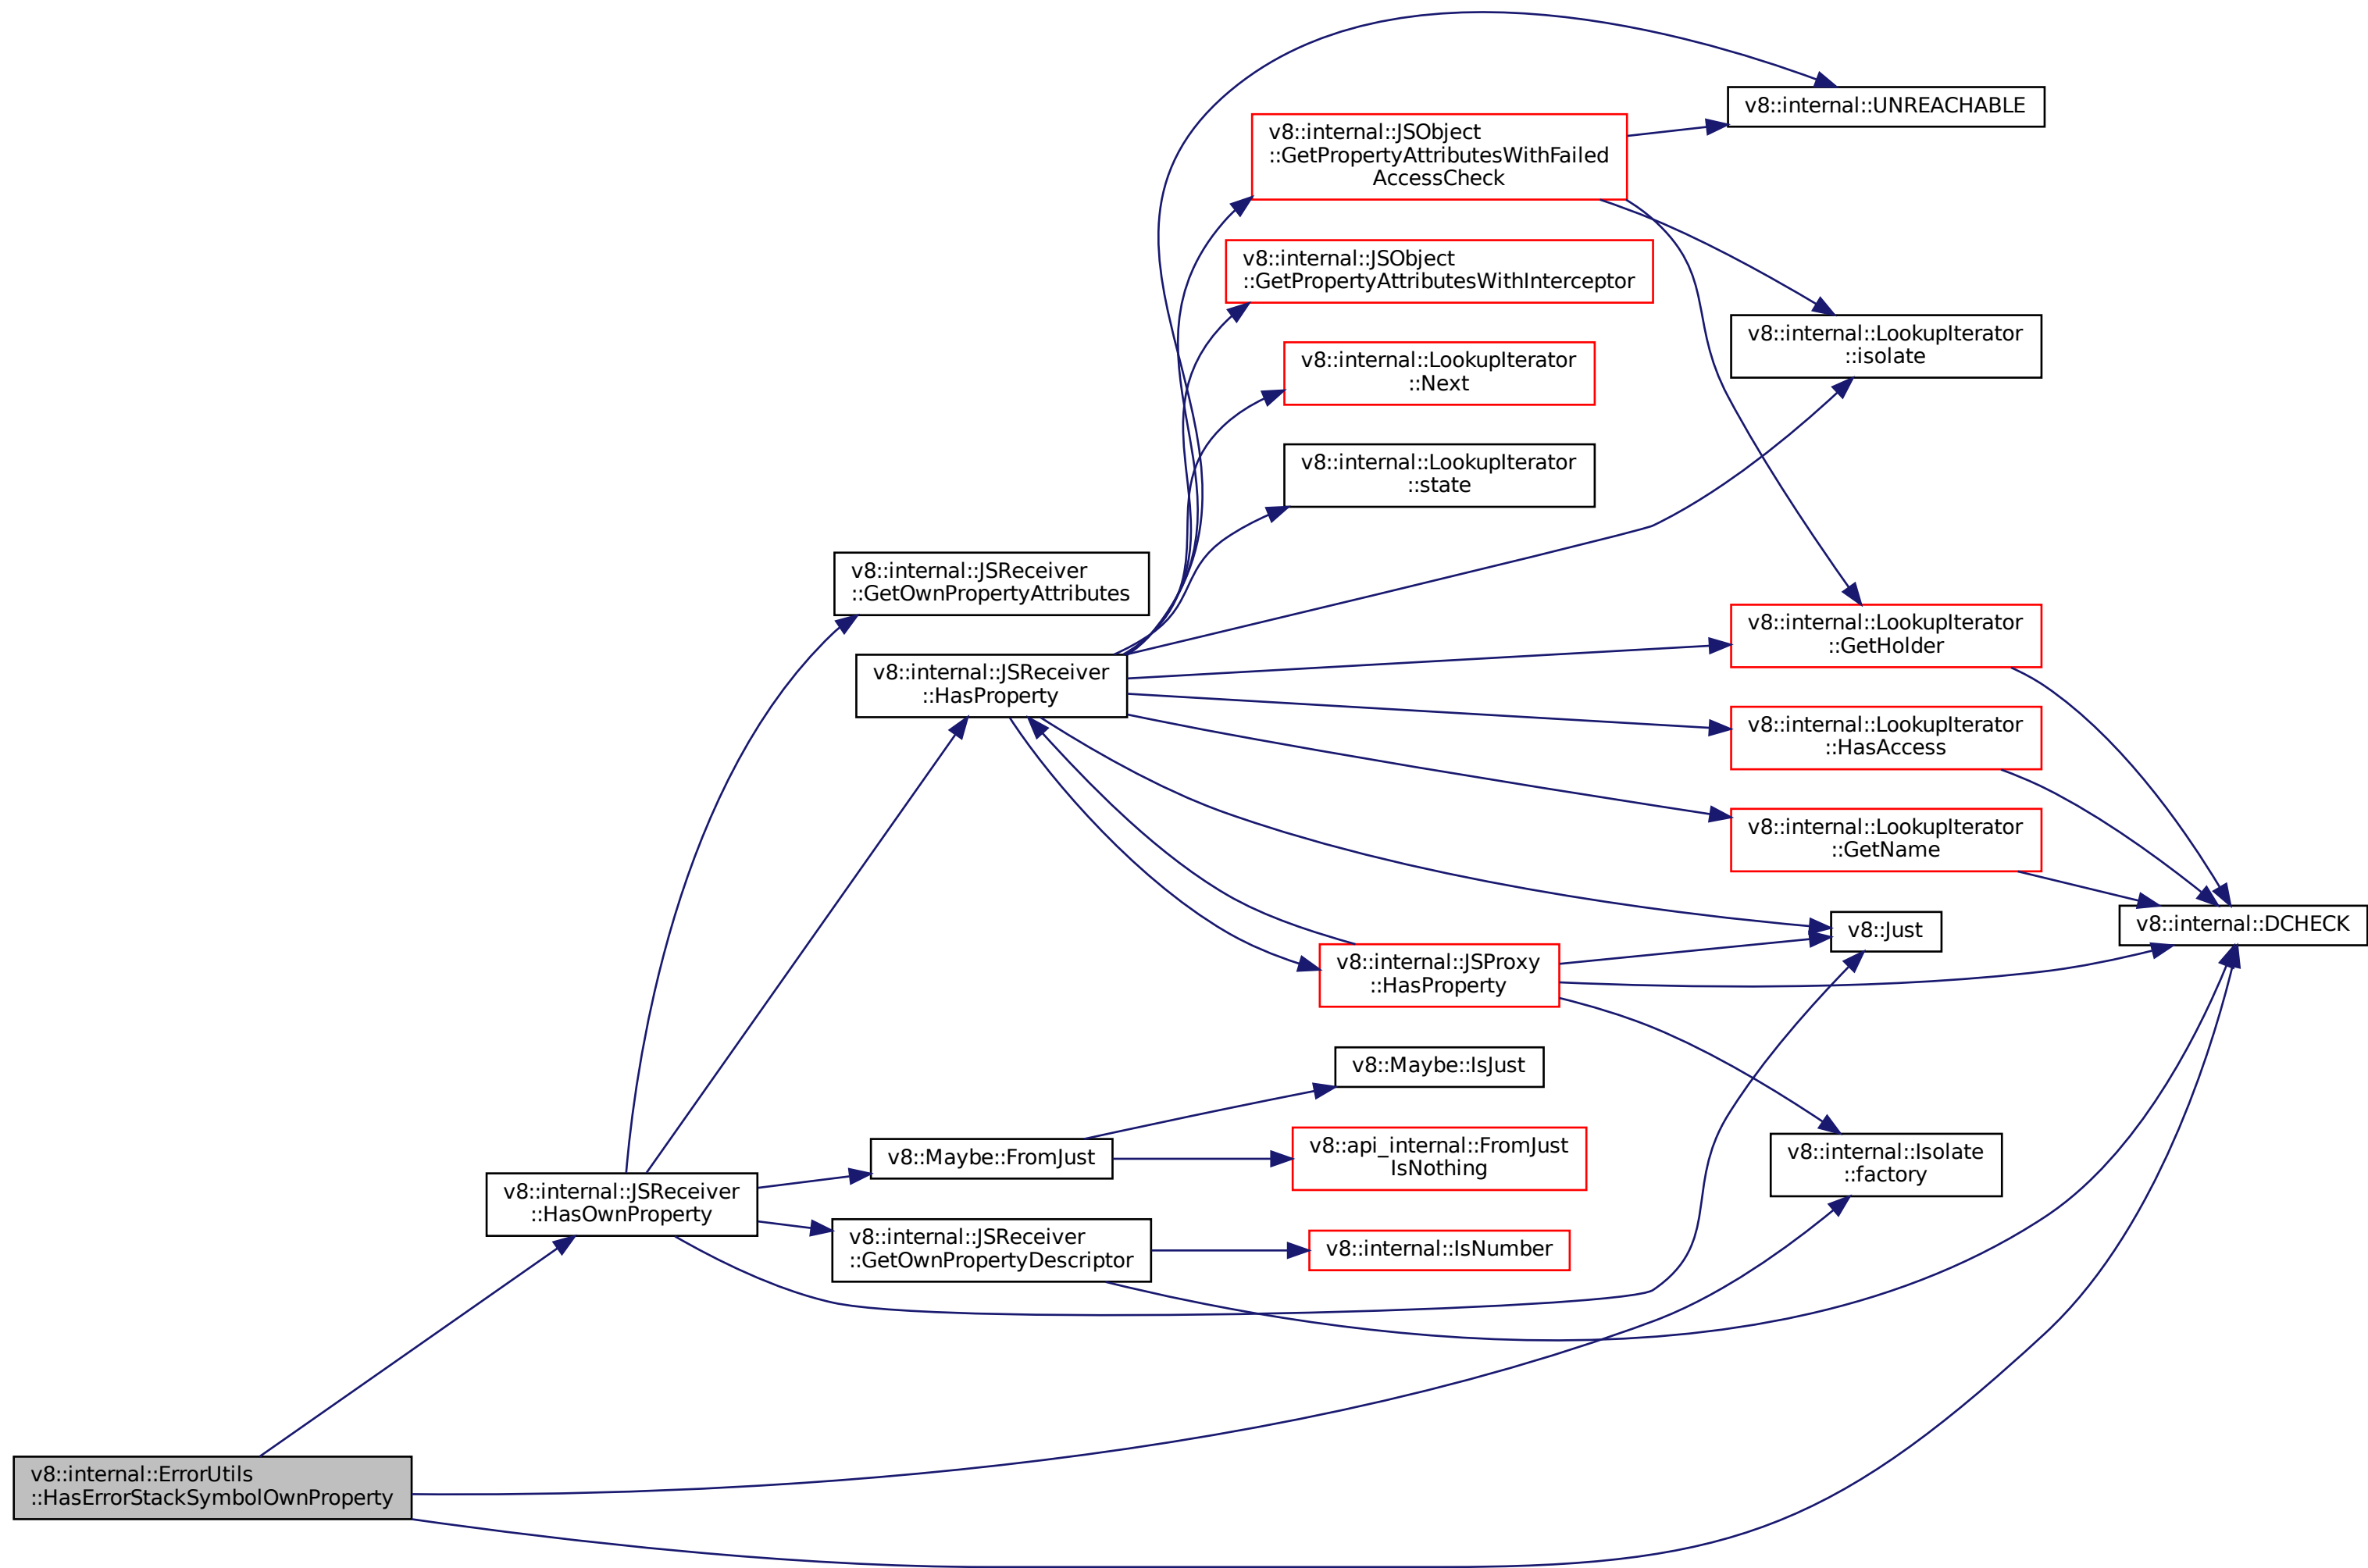 v8::internal::UNREACHABLE
v8::internal::JSObject
::GetPropertyAttributesWithFailed
AccessCheck
v8::internal::JSObject
::GetPropertyAttributesWithInterceptor
v8::internal::LookupIterator
::isolate
v8::internal::LookupIterator
::Next
v8::internal::LookupIterator
::state
v8::internal::JSReceiver
::GetOwnPropertyAttributes
v8::internal::LookupIterator
::GetHolder
v8::internal::JSReceiver
::HasProperty
v8::internal::LookupIterator
::HasAccess
v8::internal::LookupIterator
::GetName
v8::Just
v8::internal::DCHECK
v8::internal::JSProxy
::HasProperty
v8::Maybe::IsJust
v8::Maybe::FromJust
v8::api_internal::FromJust
IsNothing
v8::internal::Isolate
::factory
v8::internal::JSReceiver
::HasOwnProperty
v8::internal::JSReceiver
::GetOwnPropertyDescriptor
v8::internal::IsNumber
v8::internal::ErrorUtils
::HasErrorStackSymbolOwnProperty